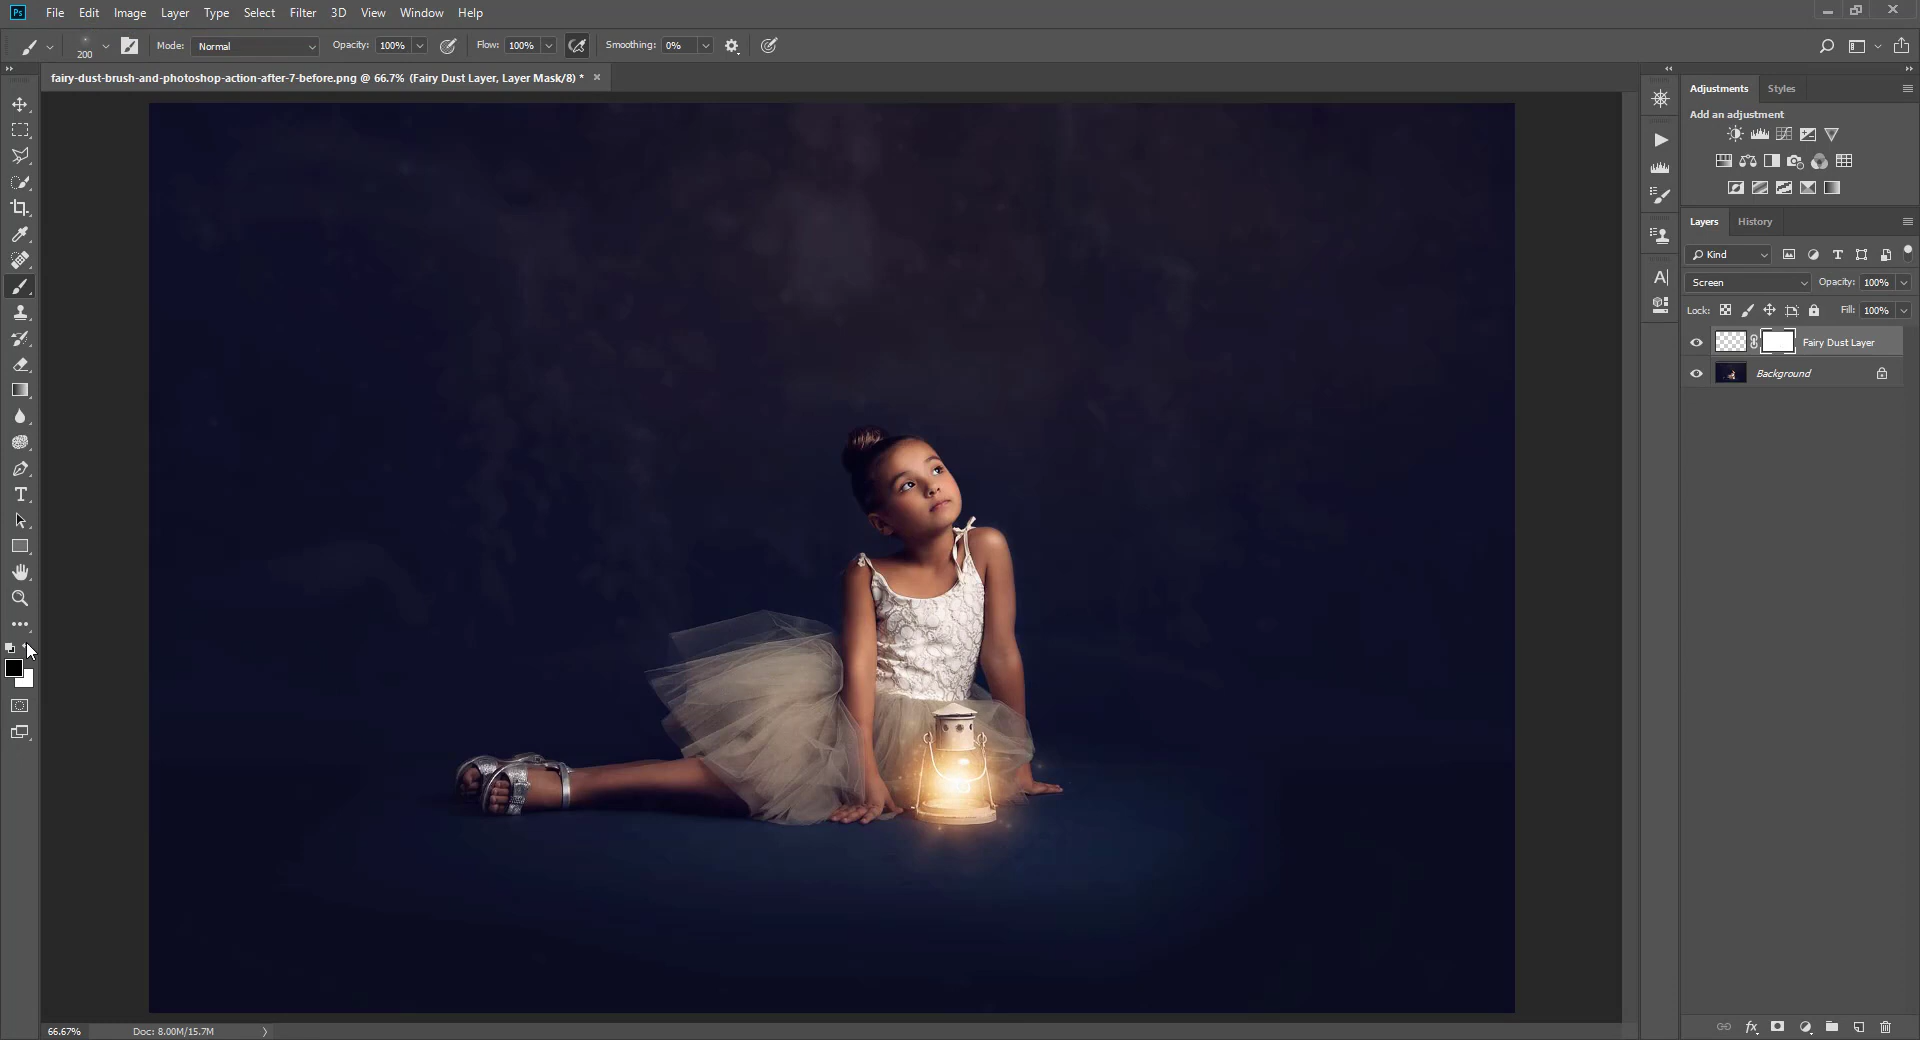 Ps File Edit Image Layer Type Select Filter 3D View Window Help
200 Mode: Normal Opacity: 100% Flow: 100% Smoothing: 0%
fairy-dust-brush-and-photoshop-action-after-7-before.png @ 66.7% (Fairy Dust Layer, Layer Mask/8) *
Adjustments Styles
Add an adjustment
Layers History
Kind
Screen Opacity: 100%
Lock: Fill: 100%
Fairy Dust Layer
Background
66.67% Doc: 8.00M/15.7M